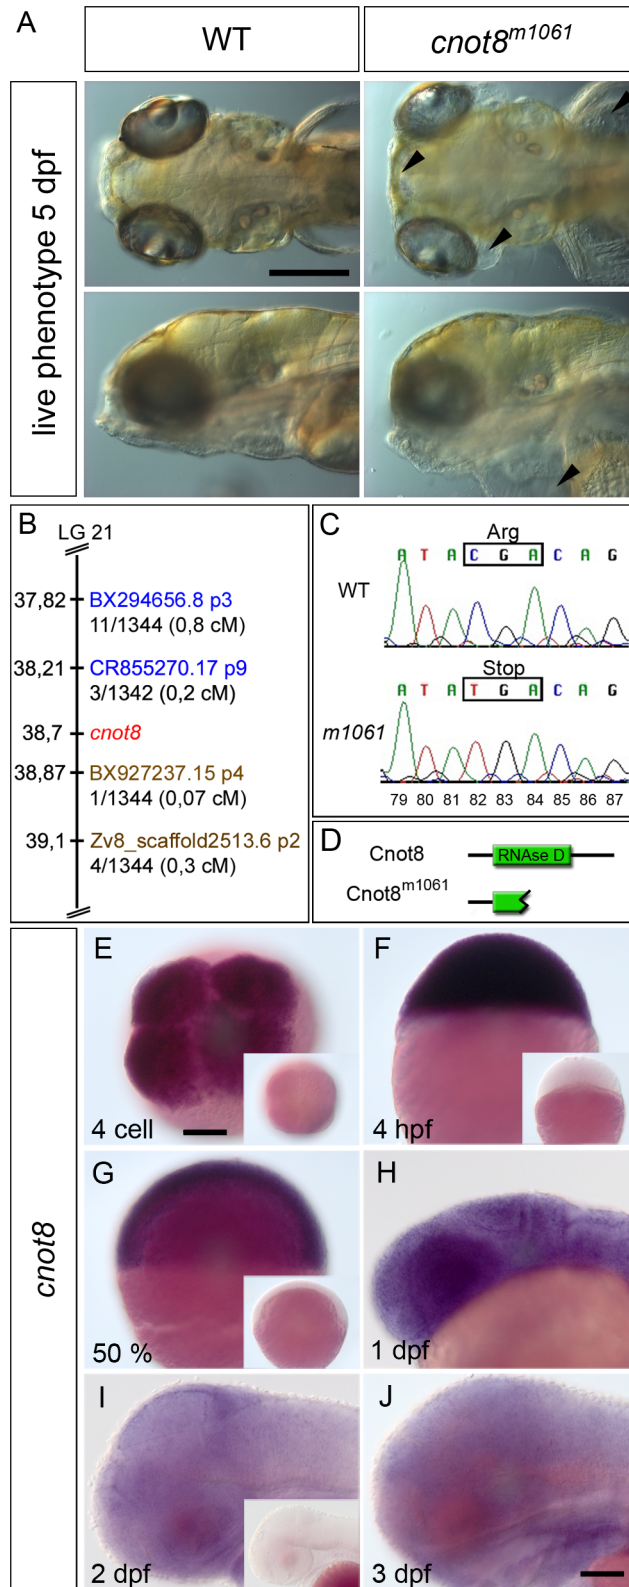 A
WT
cnot8m1061
live phenotype 5 dpf
B
LG 21
37,82
BX294656.8 p3
11/1344 (0,8 cM)
38,21
CR855270.17 p9
3/1342 (0,2 cM)
38,7
cnot8
38,87
BX927237.15 p4
1/1344 (0,07 cM)
39,1
Zv8_scaffold2513.6 p2
4/1344 (0,3 cM)
C
Arg
A T A C G A C A G
WT
Stop
A T A T G A C A G
m1061
79 80 81 82 83 84 85 86 87
D
Cnot8
RNAse D
Cnot8m1061
cnot8
E
4 cell
F
4 hpf
G
50 %
H
1 dpf
I
2 dpf
J
3 dpf